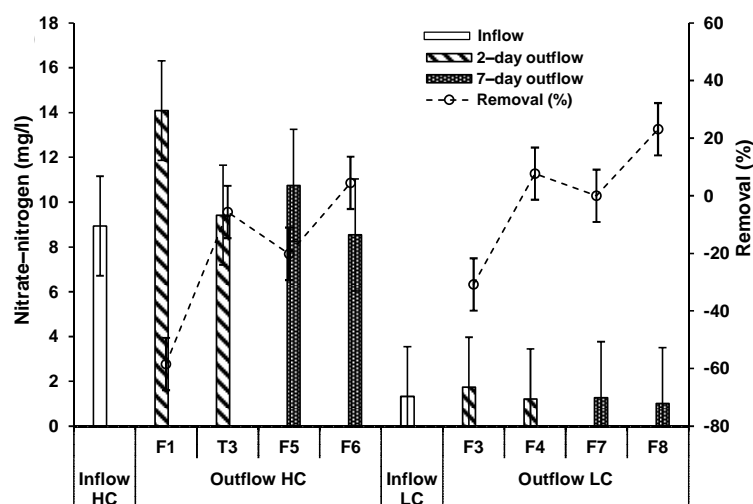 Nitrate–nitrogen (mg/l)
18
16
14
12
10
8
6
4
2
0
Inflow
2–day outflow
7–day outflow
Removal (%)
60
40
20
0
-20
-40
-60
-80
Removal (%)
F1 T3 F5 F6 F3 F4 F7 F8
Inflow Outflow HC Inflow Outflow LC
HC LC